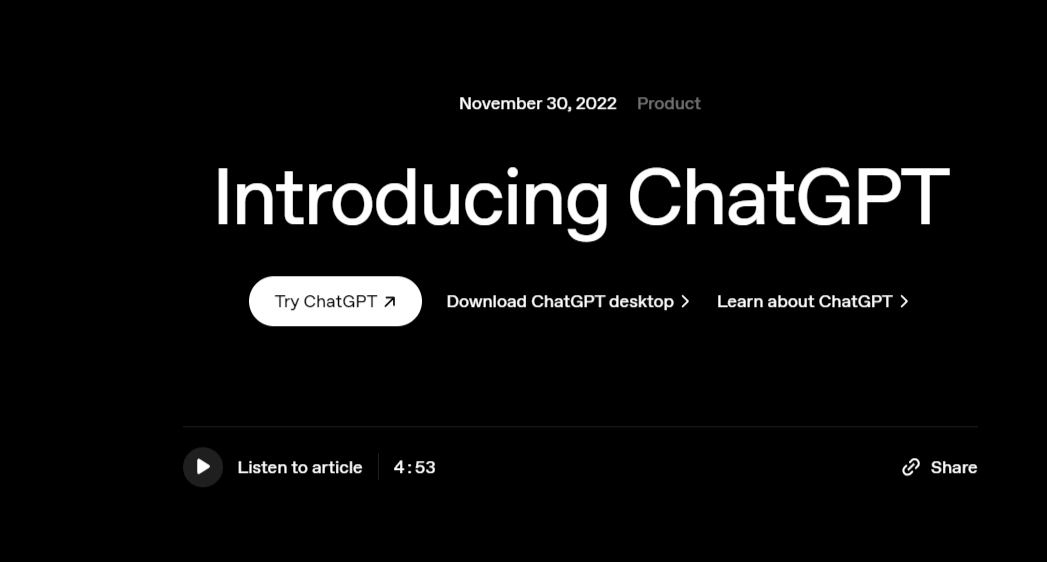 November 30, 2022 Product
Introducing ChatGPT
Try ChatGPT Download ChatGPT desktop Learn about ChatGPT
Listen to article 4:53 Share